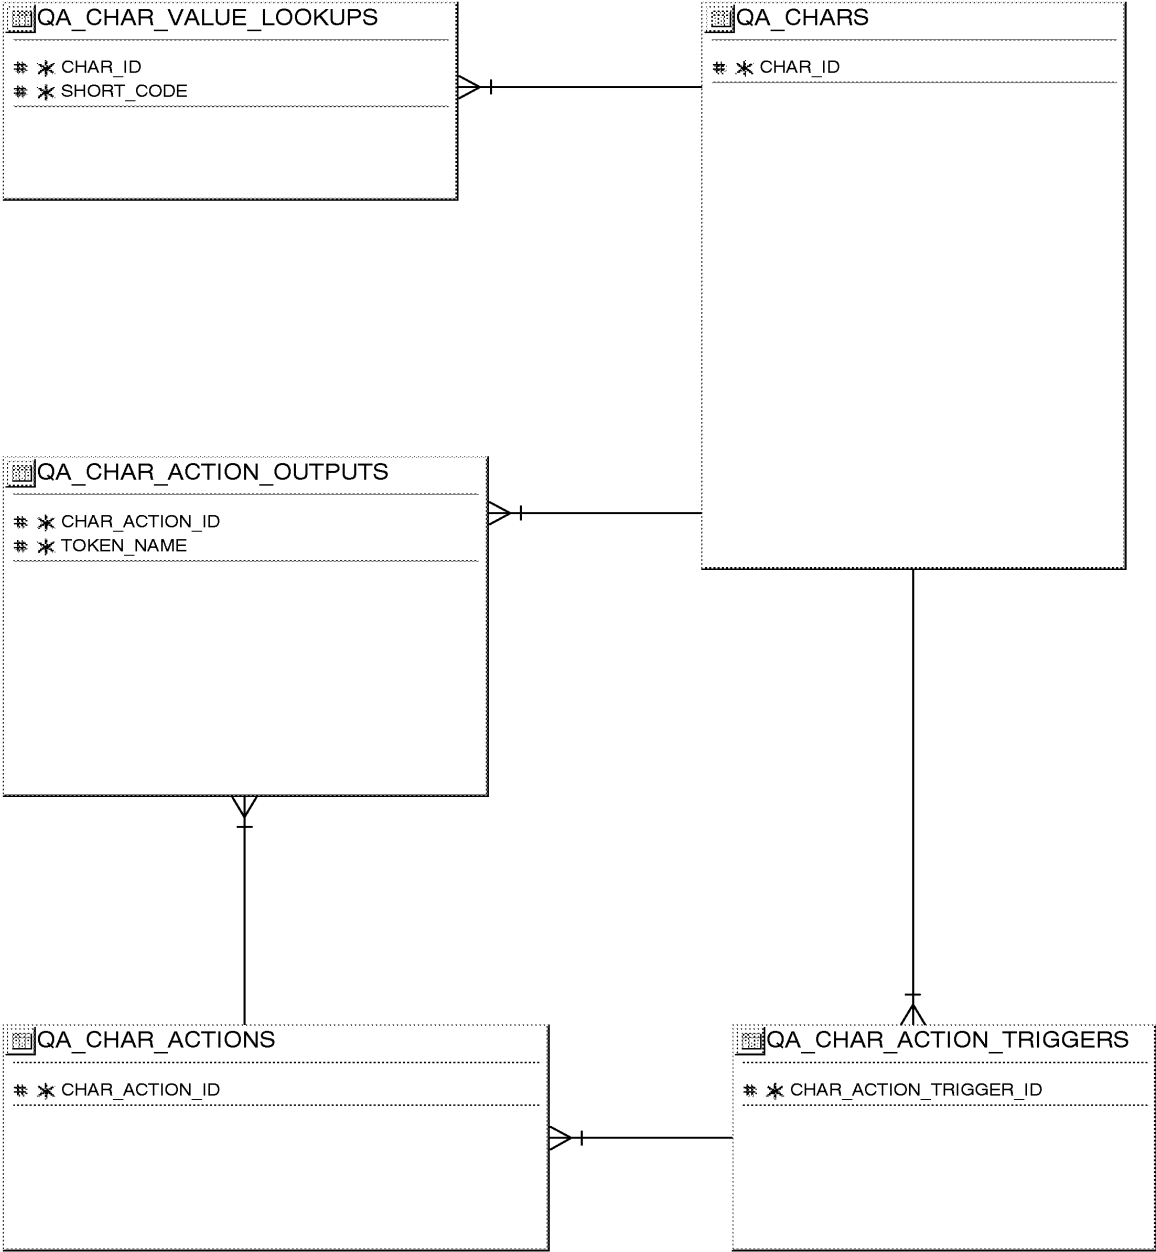 QA_CHAR_VALUE_LOOKUPS
# * CHAR_ID
# * SHORT_CODE
QA_CHARS
# * CHAR_ID
QA_CHAR_ACTION_OUTPUTS
# * CHAR_ACTION_ID
# * TOKEN_NAME
QA_CHAR_ACTIONS
# * CHAR_ACTION_ID
QA_CHAR_ACTION_TRIGGERS
# * CHAR_ACTION_TRIGGER_ID